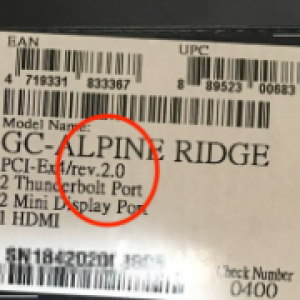 EAN UPC
4 719331 833367 8 89523 00683
Model Name:
GC-ALPINE RIDGE
PCI-Ex4/rev.2.0
2 Thunderbolt Port
2 Mini Display Port
1 HDMI
Check Number
0400